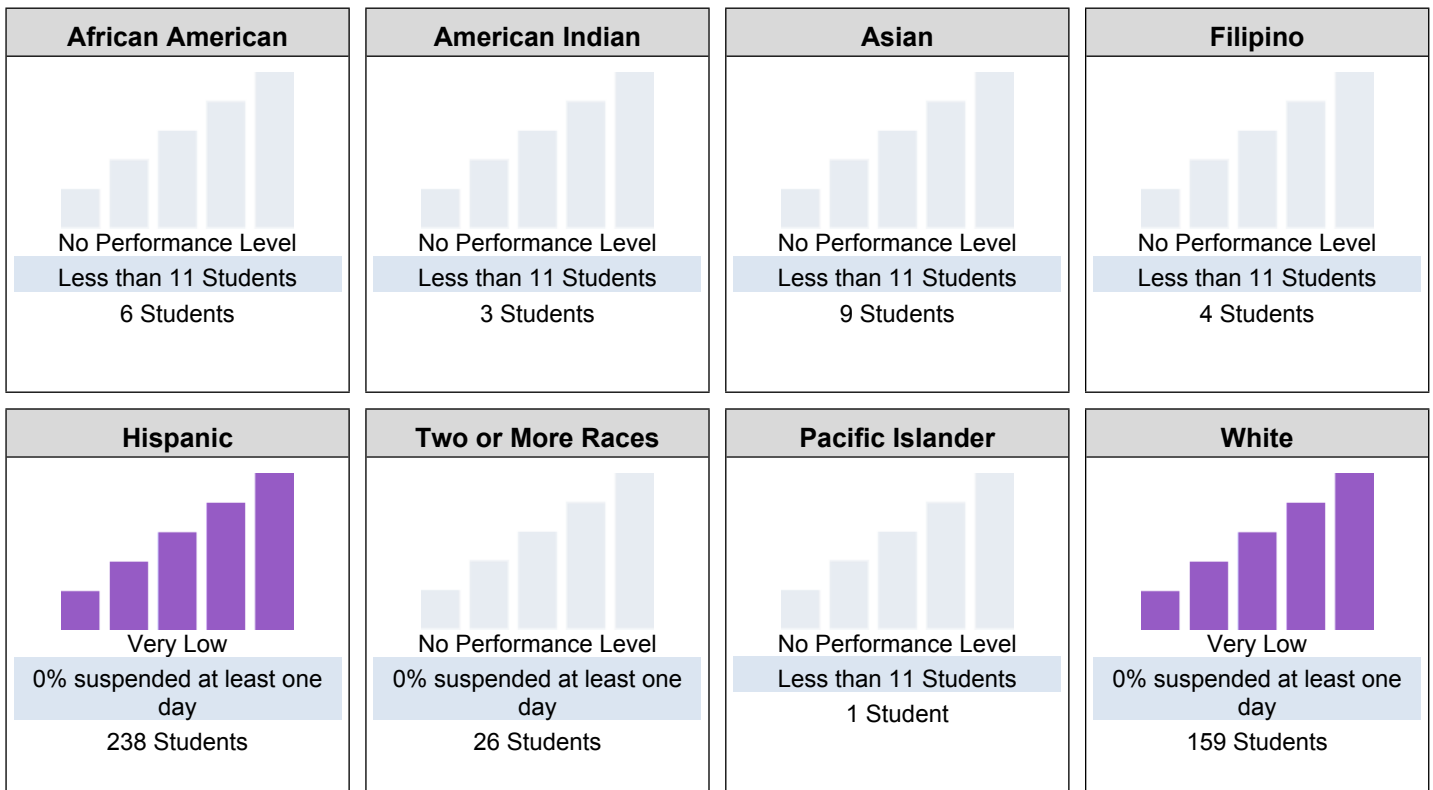 African American
No Performance Level
Less than 11 Students
6 Students
American Indian
No Performance Level
Less than 11 Students
3 Students
Asian
No Performance Level
Less than 11 Students
9 Students
Filipino
No Performance Level
Less than 11 Students
4 Students
Hispanic
Very Low
0% suspended at least one
day
238 Students
Two or More Races
No Performance Level
0% suspended at least one
day
26 Students
Pacific Islander
No Performance Level
Less than 11 Students
1 Student
White
Very Low
0% suspended at least one
day
159 Students